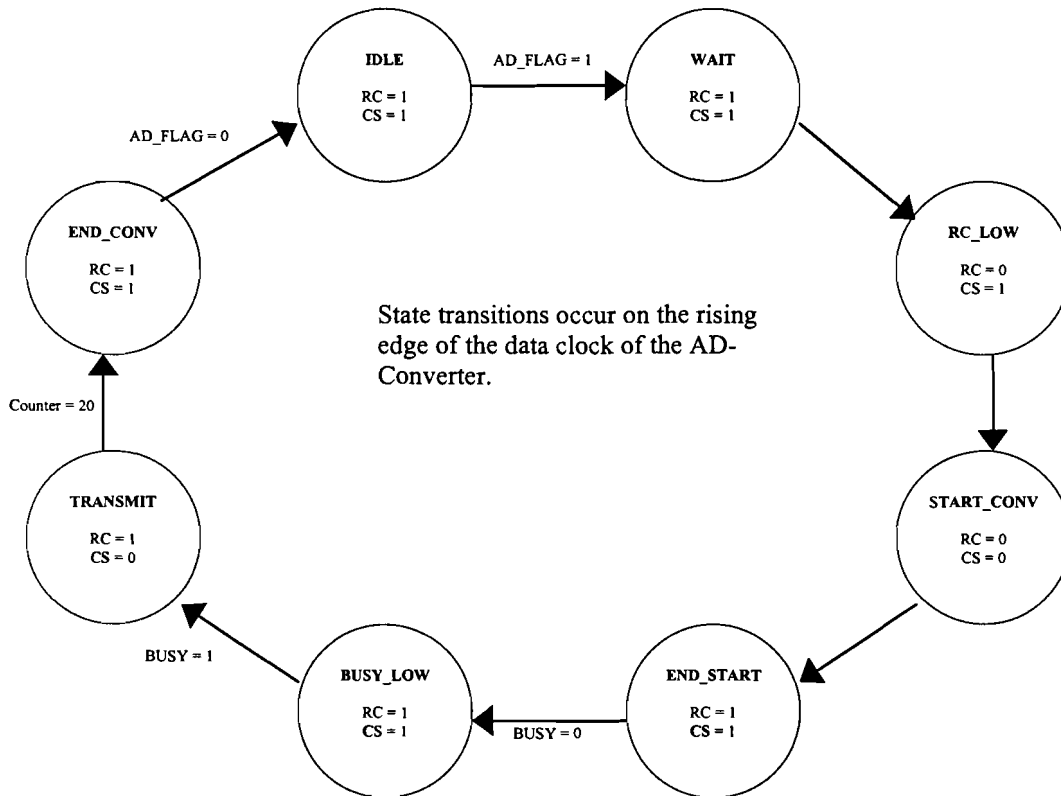 IDLE
RC = 1
CS = 1
AD_FLAG = 1
WAIT
RC = 1
CS = 1
RC_LOW
RC = 0
CS = 1
START_CONV
RC = 0
CS = 0
END_START
RC = 1
CS = 1
BUSY = 0
BUSY_LOW
RC = 1
CS = 1
BUSY = 1
TRANSMIT
RC = 1
CS = 0
Counter = 20
END_CONV
RC = 1
CS = 1
AD_FLAG = 0
State transitions occur on the rising
edge of the data clock of the AD-
Converter.